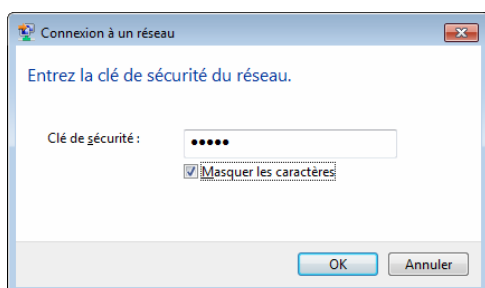 Connexion à un réseau
Entrez la clé de sécurité du réseau.
Clé de sécurité : •••••
Masquer les caractères
OK Annuler